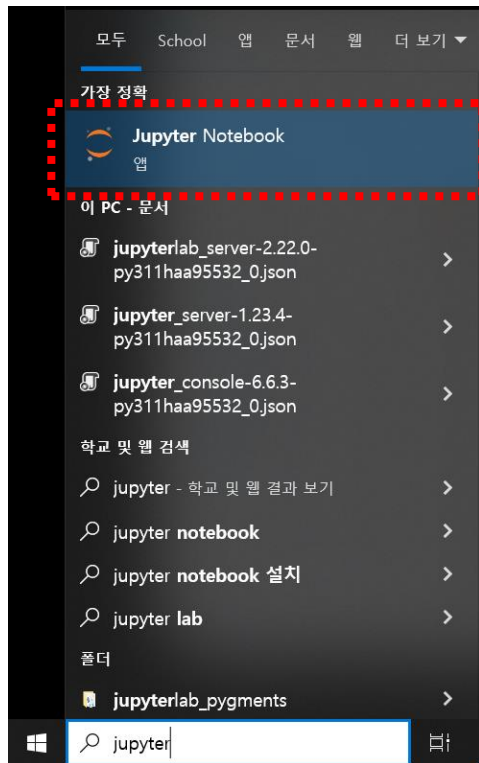 모두 School 앱 문서 웹 더 보기
가장 정확
Jupyter Notebook
앱
이 PC - 문서
jupyterlab_server-2.22.0-
py311haa95532_0.json
jupyter_server-1.23.4-
py311haa95532_0.json
jupyter_console-6.6.3-
py311haa95532_0.json
학교 및 웹 검색
jupyter - 학교 및 웹 결과 보기
jupyter notebook
jupyter notebook 설치
jupyter lab
폴더
jupyterlab_pygments
jupyter